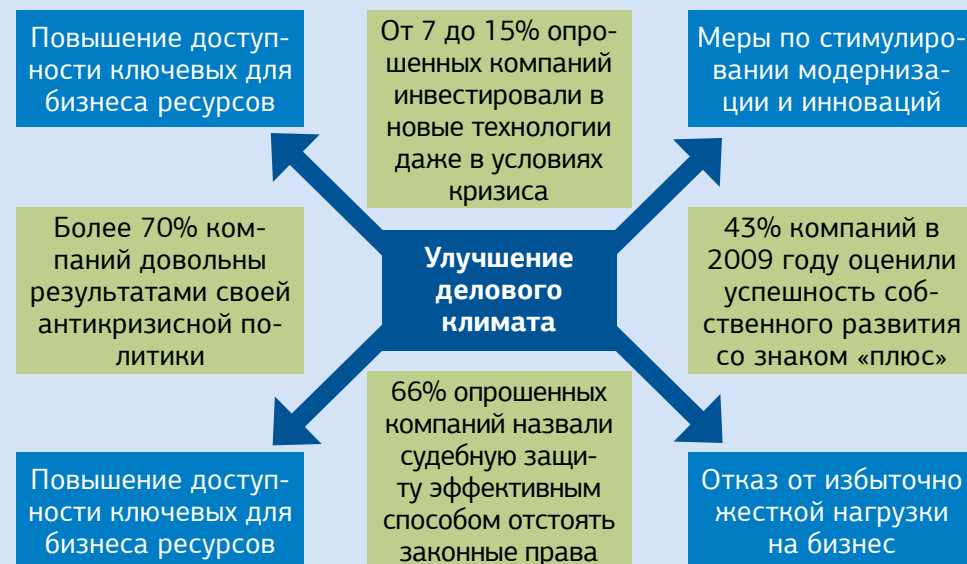 Повышение доступ-
ности ключевых для
бизнеса ресурсов
От 7 до 15% опро-
шенных компаний
инвестировали в
новые технологии
даже в условиях
кризиса
Меры по стимулиро-
вании модерниза-
ции и инноваций
Более 70% ком-
паний довольны
результатами своей
антикризисной по-
литики
Улучшение
делового
климата
43% компаний в
2009 году оценили
успешность соб-
ственного развития
со знаком «плюс»
Повышение доступ-
ности ключевых для
бизнеса ресурсов
66% опрошенных
компаний назвали
судебную защи-
ту эффективным
способом отстоять
законные права
Отказ от избыточно
жесткой нагрузки
на бизнес